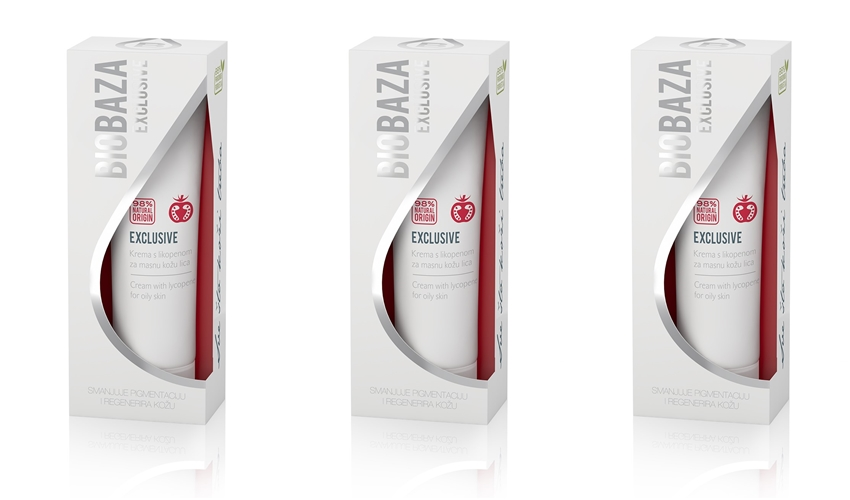 BIOBAZA
EXCLUSIVE
98%
NATURAL
ORIGIN
EXCLUSIVE
Krema s likopenom
za masnu kožu lica
Cream with lycopene
for oily skin
SMANJUJE PIGMENTACIJU
I REGENERIRA KOŽU
BIOBAZA
EXCLUSIVE
98%
NATURAL
ORIGIN
EXCLUSIVE
Krema s likopenom
za masnu kožu lica
Cream with lycopene
for oily skin
SMANJUJE PIGMENTACIJU
I REGENERIRA KOŽU
BIOBAZA
EXCLUSIVE
98%
NATURAL
ORIGIN
EXCLUSIVE
Krema s likopenom
za masnu kožu lica
Cream with lycopene
for oily skin
SMANJUJE PIGMENTACIJU
I REGENERIRA KOŽU